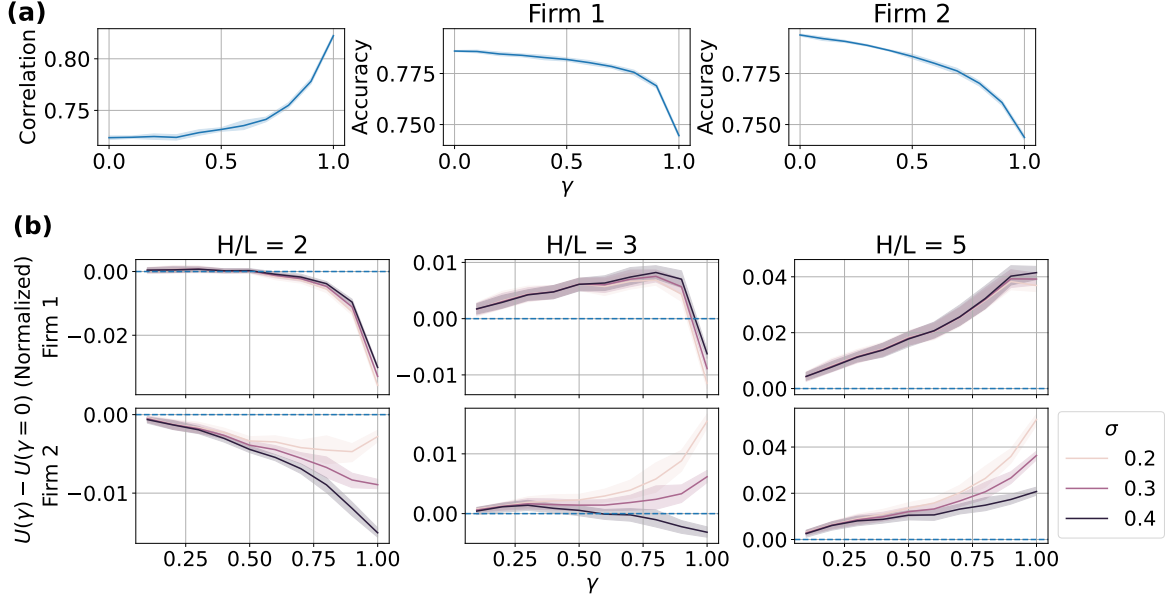 (a)
Firm 1
Firm 2
Correlation
0.80
0.75
0.0
0.5
1.0
Accuracy
0.775
0.750
0.0
0.5
1.0
γ
Accuracy
0.775
0.750
0.0
0.5
1.0
(b)
H/L = 2
H/L = 3
H/L = 5
U(γ) − U(γ = 0) (Normalized)
Firm 1
0.00
−0.02
0.01
0.00
−0.01
0.04
0.02
0.00
Firm 2
0.00
−0.01
0.01
0.00
0.04
0.02
0.00
0.25
0.50
0.75
1.00
0.25
0.50
0.75
1.00
0.25
0.50
0.75
1.00
γ
σ
0.2
0.3
0.4